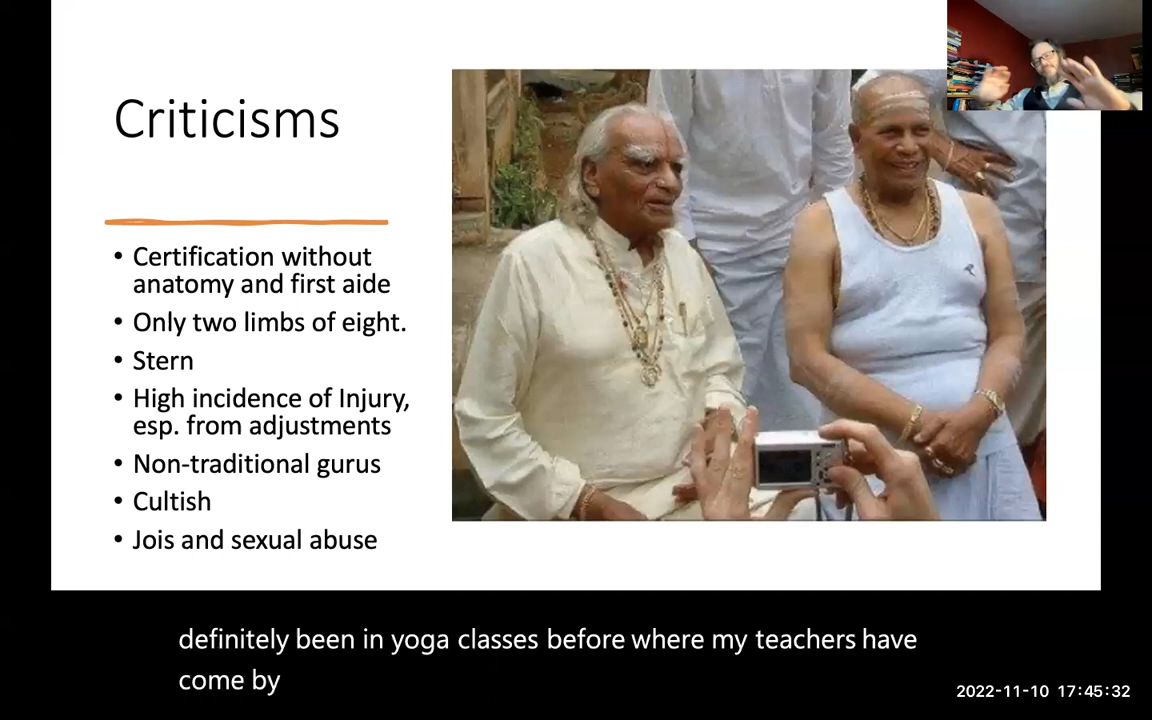 Criticisms
• Certification without
anatomy and first aide
• Only two limbs of eight.
• Stern
• High incidence of Injury,
esp. from adjustments
• Non-traditional gurus
• Cultish
• Jois and sexual abuse
definitely been in yoga classes before where my teachers have
come by
2022-11-10 17:45:32